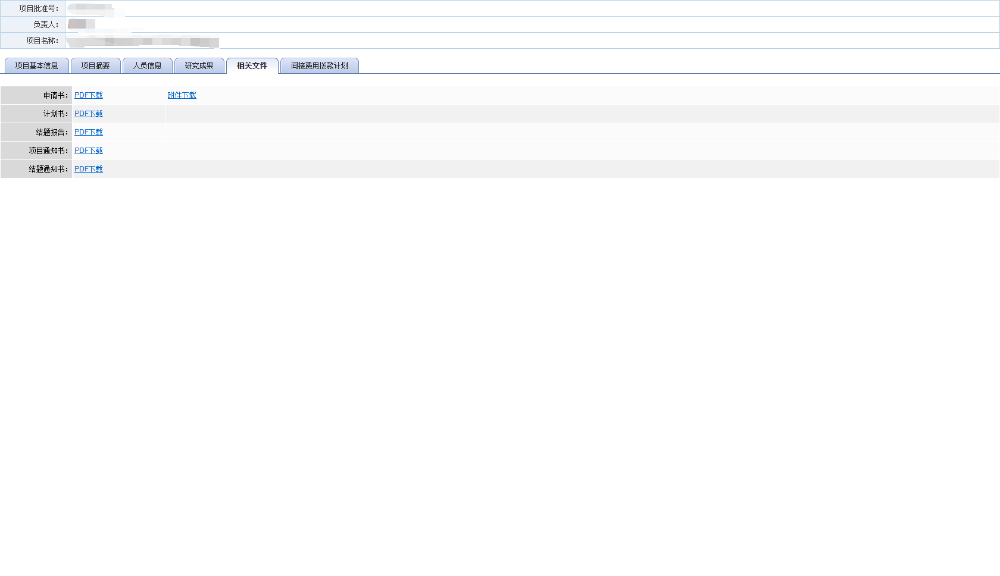 项目批准号：
负责人：
项目名称：
项目基本信息 项目摘要 人员信息 研究成果 相关文件 间接费用拨款计划
申请书： PDF下载 附件下载
计划书： PDF下载
结题报告： PDF下载
项目通知书： PDF下载
结题通知书： PDF下载